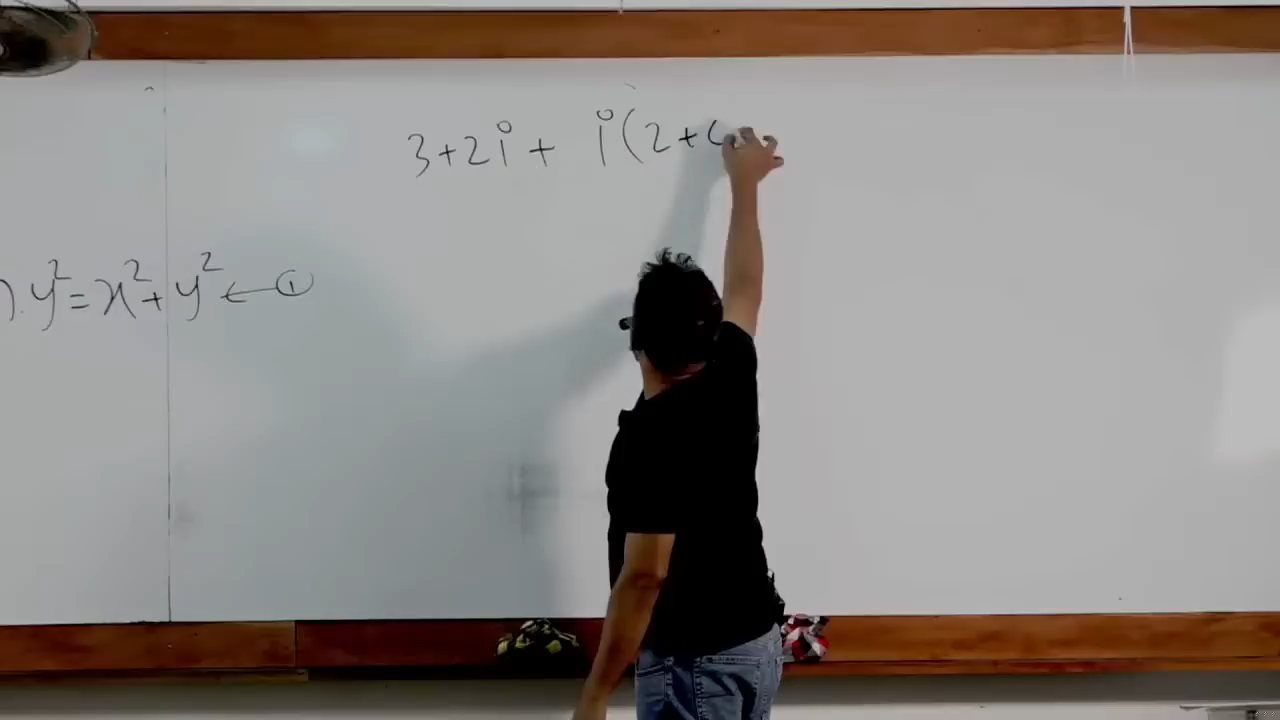 3+2i + i(2+
).y²=x²+y² ← ①